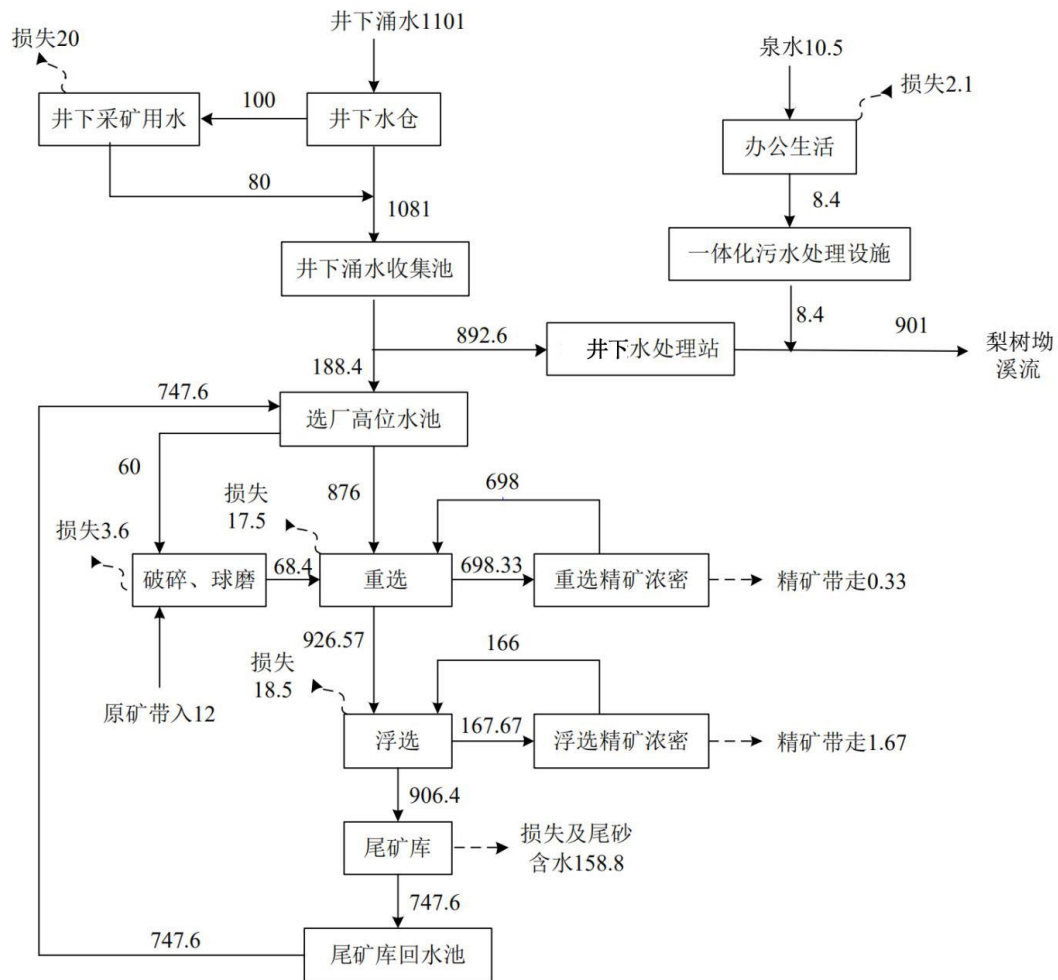 井下涌水1101
损失20
泉水10.5
损失2.1
100
井下采矿用水
井下水仓
办公生活
80
8.4
1081
井下涌水收集池
一体化污水处理设施
892.6
8.4
901
井下水处理站
梨树坳
溪流
188.4
747.6
选厂高位水池
60
876
698
损失
17.5
损失3.6
破碎、球磨
68.4
重选
698.33
重选精矿浓密
精矿带走0.33
926.57
166
损失
18.5
原矿带入12
浮选
167.67
浮选精矿浓密
精矿带走1.67
906.4
尾矿库
损失及尾砂
含水158.8
747.6
747.6
尾矿库回水池